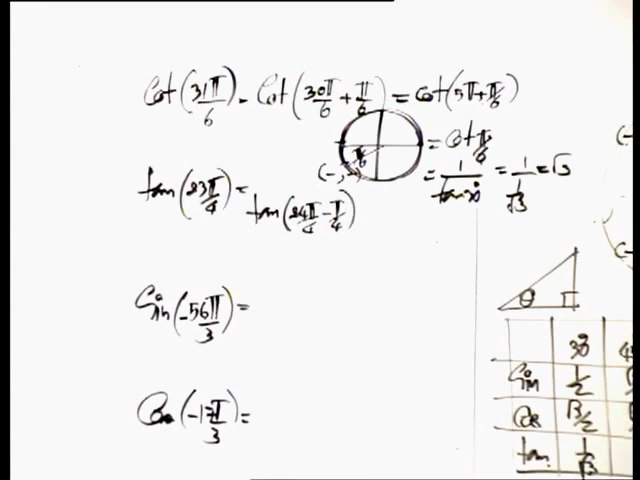 Cot(31π/6) = Cot(30π/6 + π/6) = Cot(5π + π/6)
= Cot π/6
π/6
(-,-)
= 1/tan30° = 1/(1/√3) = √3
tan(23π/4) =
tan(24π/4 - π/4)
Sin(-56π/3) =
Cos(-17π/3) =
θ
30°
Sin 1/2
Cos √3/2
tan 1/√3